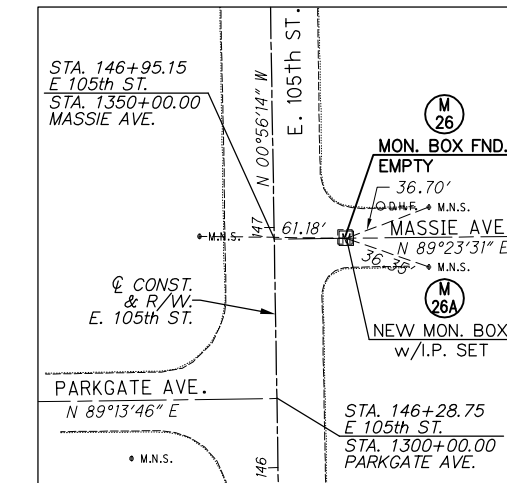 STA. 146+95.15
E 105th ST.
STA. 1350+00.00
MASSIE AVE.
N 00°56'14" W
E. 105th ST.
M
26
MON. BOX FND.
EMPTY
36.70'
D.H.F.
M.N.S.
M.N.S.
147
61.18'
MASSIE AVE
N 89°23'31" E
36.35'
M.N.S.
M
26A
NEW MON. BOX
w/I.P. SET
℄ CONST.
& R/W
E. 105th ST.
PARKGATE AVE.
N 89°13'46" E
STA. 146+28.75
E 105th ST.
STA. 1300+00.00
PARKGATE AVE.
M.N.S.
146